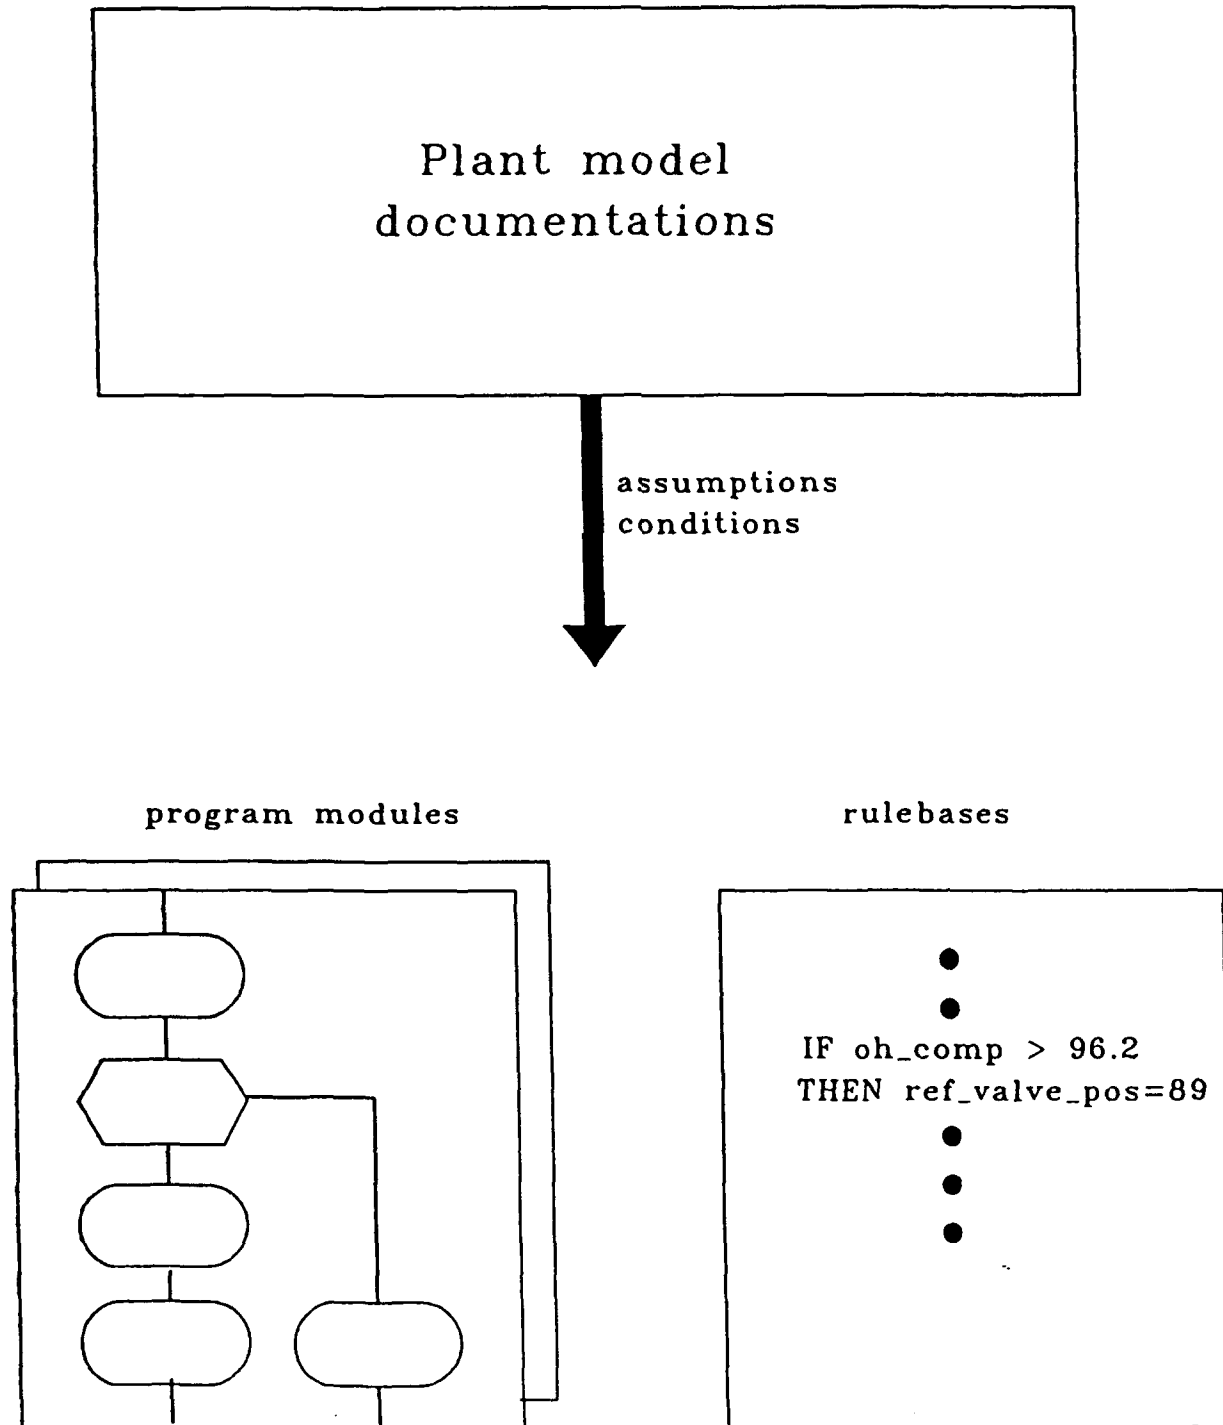 Plant model
documentations
assumptions
conditions
program modules
rulebases
IF oh_comp > 96.2
THEN ref_valve_pos=89